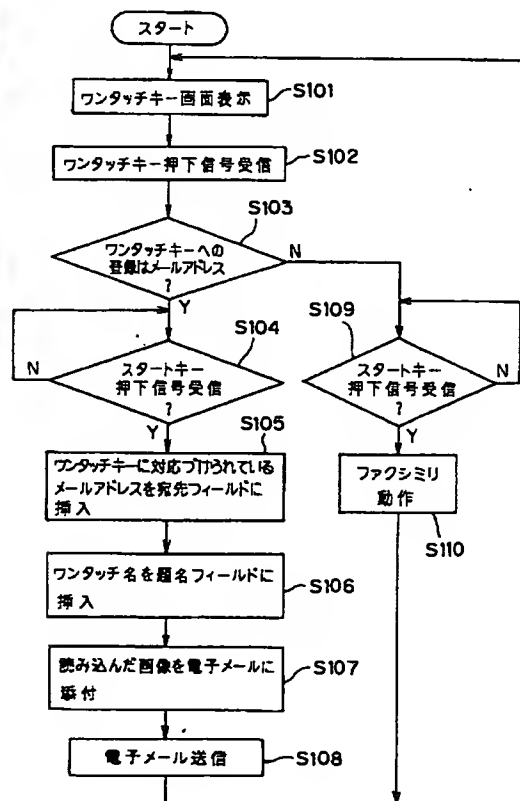 スタート
ワンタッチキー画面表示
S101
ワンタッチキー押下信号受信
S102
S103
ワンタッチキーへの
登録はメールアドレス
?
N
Y
S104
スタートキー
押下信号受信
?
N
Y
S109
スタートキー
押下信号受信
?
N
Y
S105
ワンタッチキーに対応づけられている
メールアドレスを宛先フィールドに
挿入
ファクシミリ
動作
S110
ワンタッチ名を題名フィールドに
挿入
S106
読み込んだ画像を電子メールに
添付
S107
電子メール送信
S108